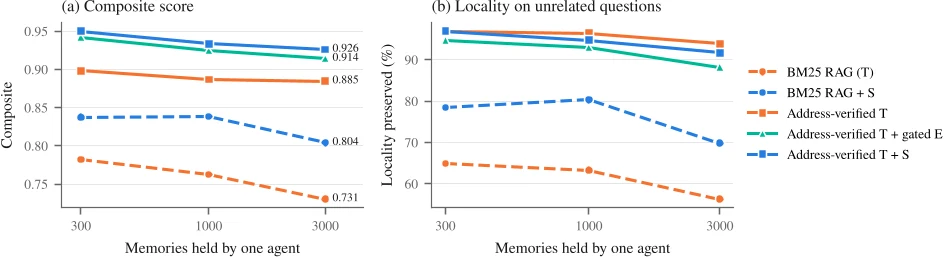 (a) Composite score
0.95
0.90
0.85
0.80
0.75
Composite
0.926
0.914
0.885
0.804
0.731
300
1000
3000
Memories held by one agent
(b) Locality on unrelated questions
90
80
70
60
Locality preserved (%)
300
1000
3000
Memories held by one agent
BM25 RAG (T)
BM25 RAG + S
Address-verified T
Address-verified T + gated E
Address-verified T + S